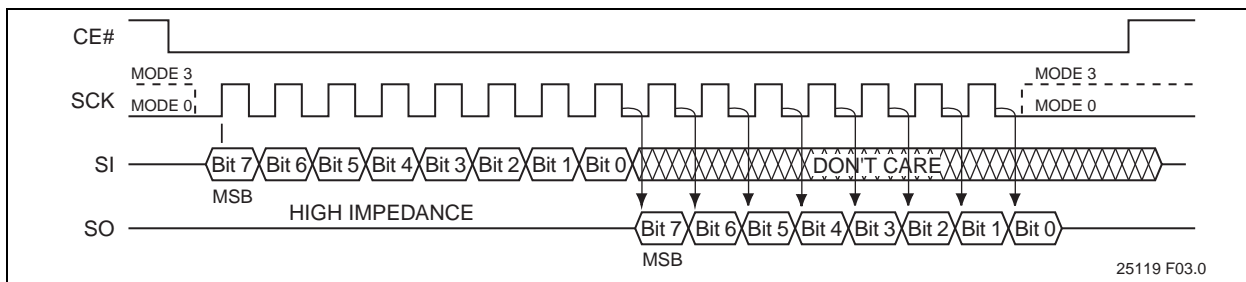 CE#
MODE 3
MODE 3
SCK
MODE 0
MODE 0
SI
Bit 7 Bit 6 Bit 5 Bit 4 Bit 3 Bit 2 Bit 1 Bit 0
DON'T CARE
MSB
HIGH IMPEDANCE
SO
Bit 7 Bit 6 Bit 5 Bit 4 Bit 3 Bit 2 Bit 1 Bit 0
MSB
25119 F03.0